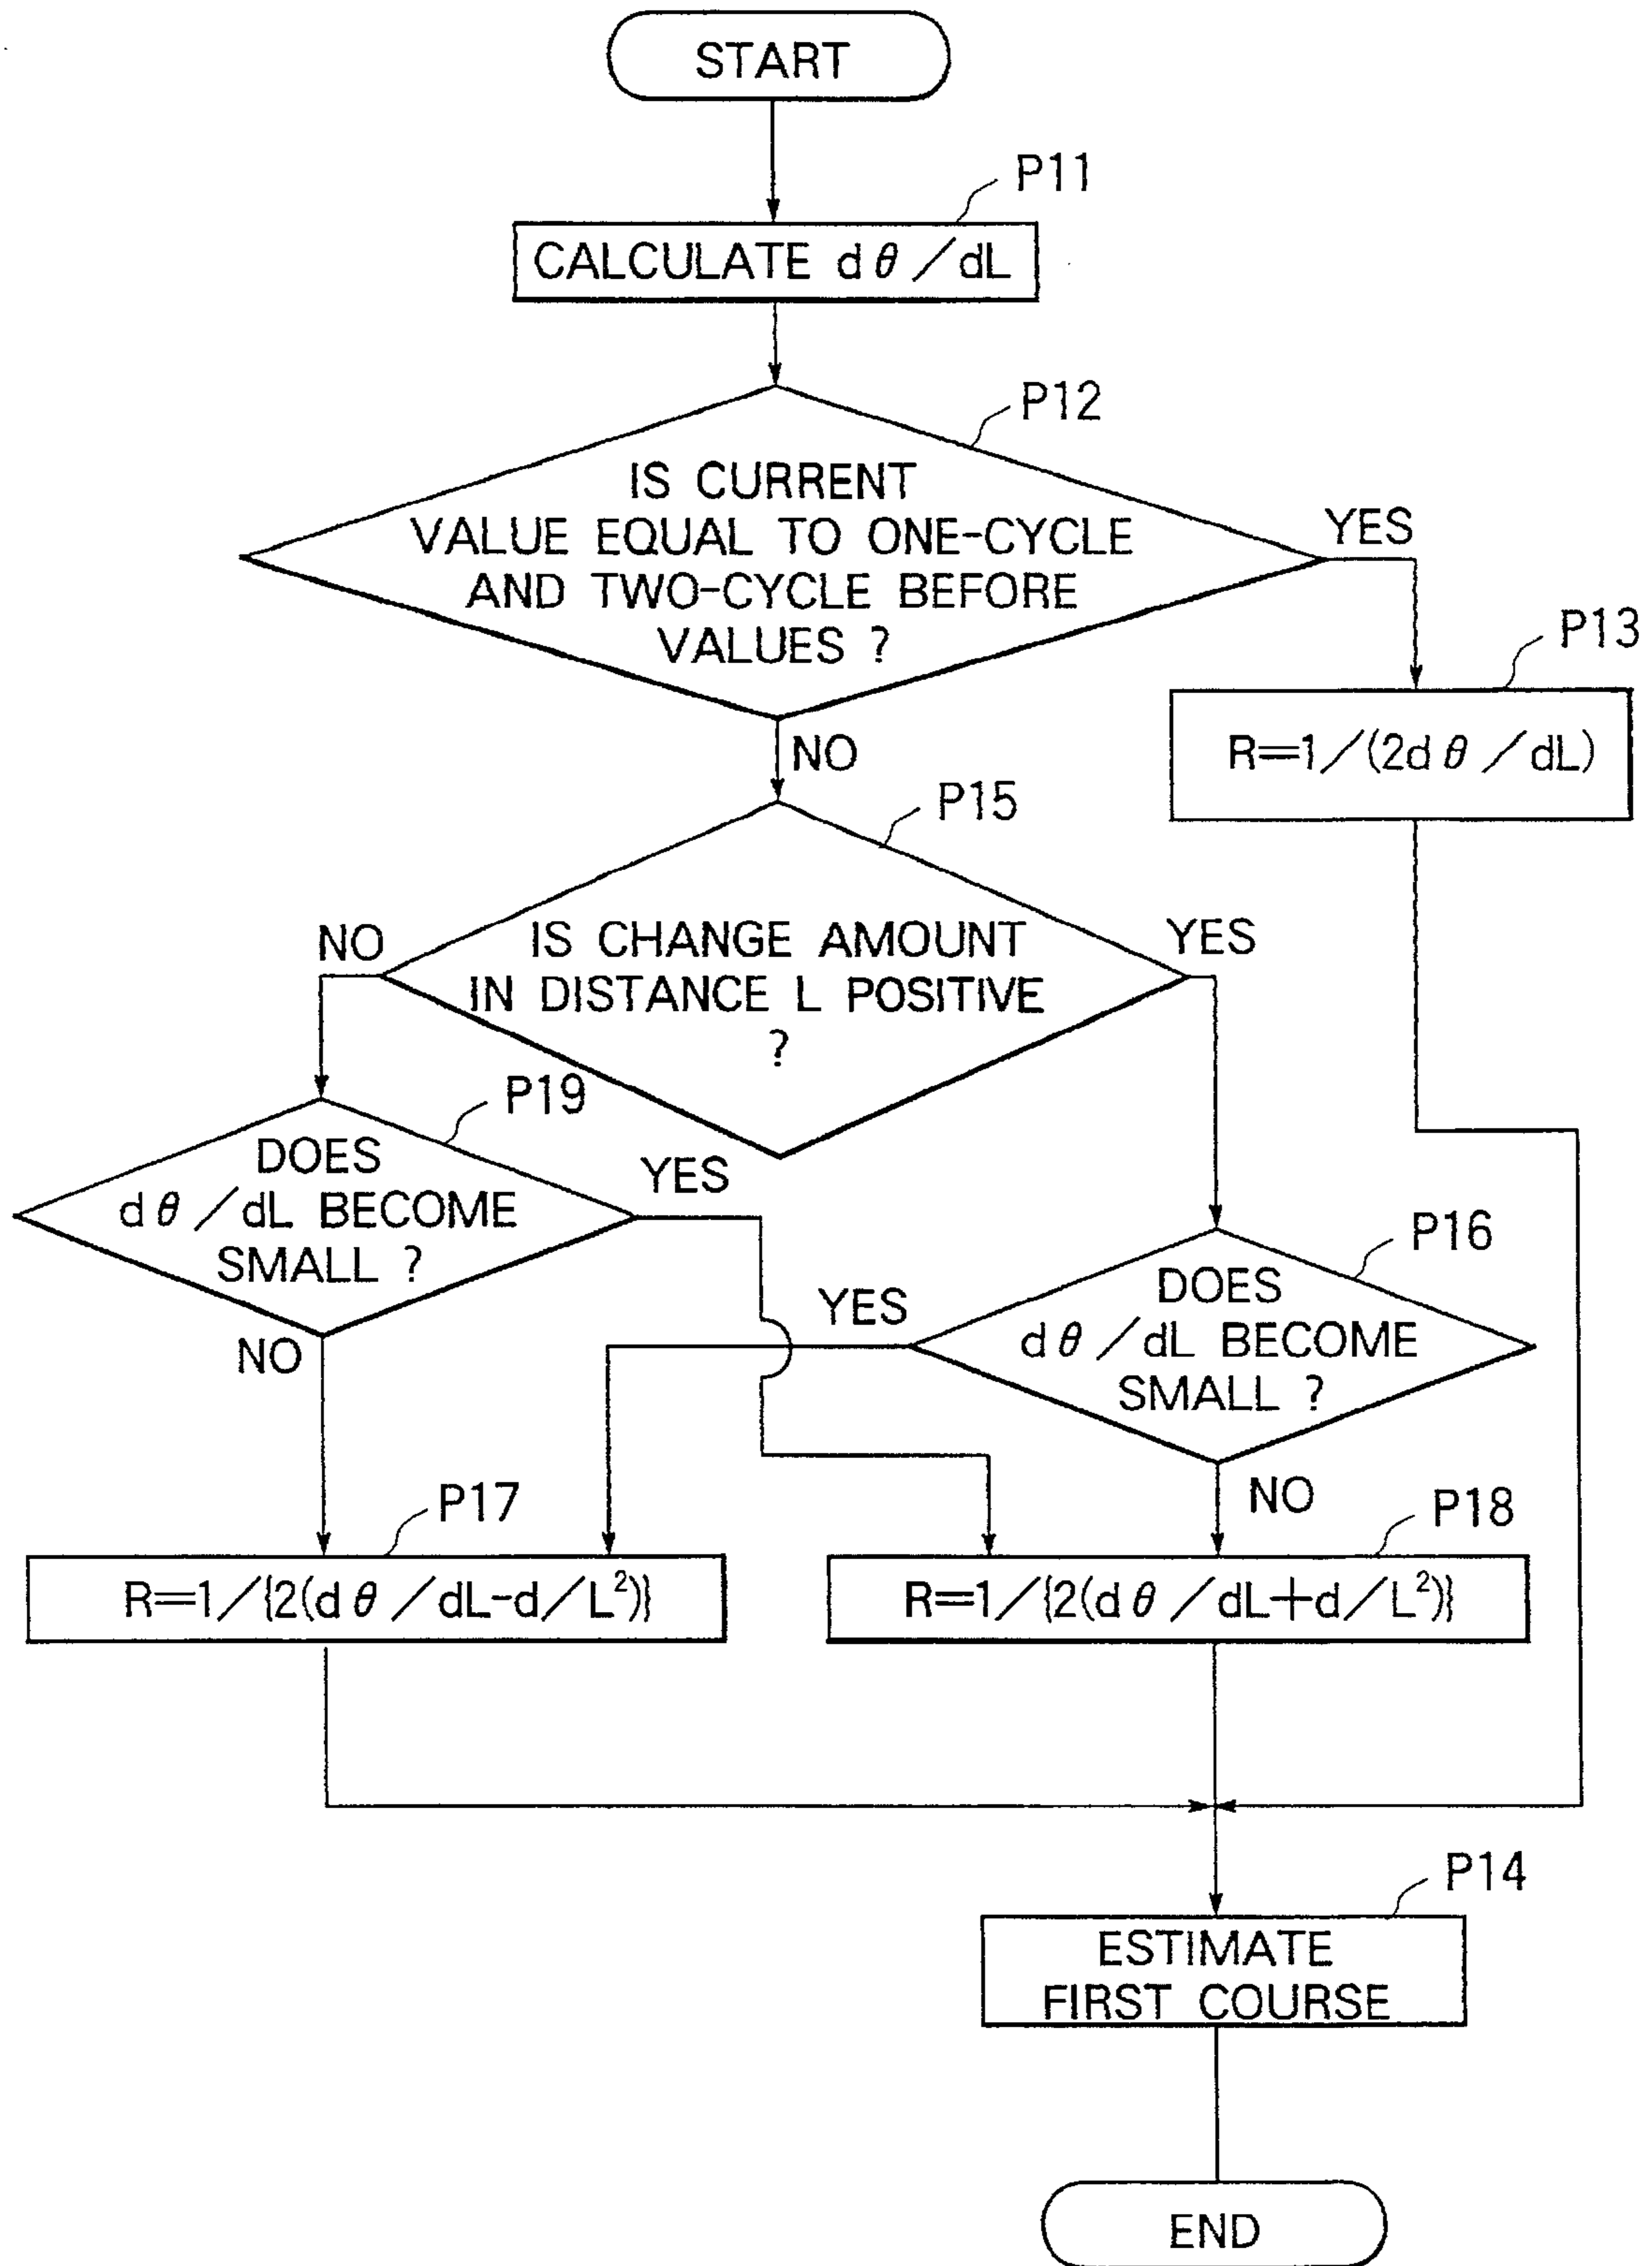 START
P11
CALCULATE dθ/dL
P12
IS CURRENT
VALUE EQUAL TO ONE-CYCLE
AND TWO-CYCLE BEFORE
VALUES ?
YES
NO
P13
R=1/(2dθ/dL)
P15
IS CHANGE AMOUNT
IN DISTANCE L POSITIVE
?
NO
YES
P19
DOES
dθ/dL BECOME
SMALL ?
YES
NO
P16
DOES
dθ/dL BECOME
SMALL ?
YES
NO
P17
R=1/{2(dθ/dL-d/L²)}
P18
R=1/{2(dθ/dL+d/L²)}
P14
ESTIMATE
FIRST COURSE
END